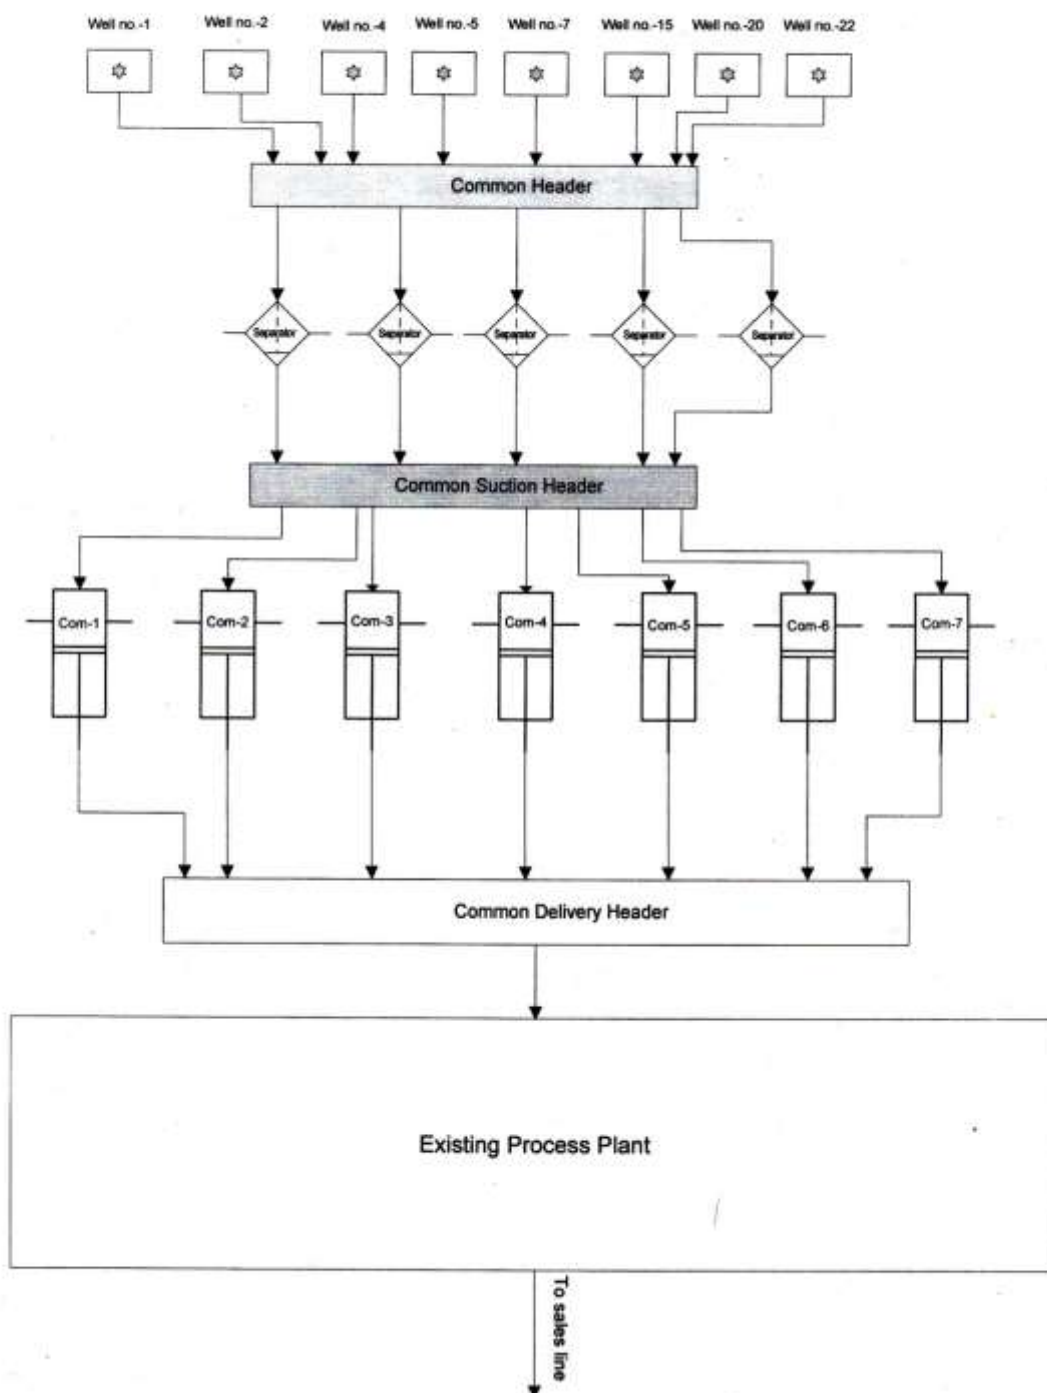 Well no.-1 Well no.-2 Well no.-4 Well no.-5 Well no.-7 Well no.-15 Well no.-20 Well no.-22
Common Header
Separator Separator Separator Separator Separator
Common Suction Header
Com-1 Com-2 Com-3 Com-4 Com-5 Com-6 Com-7
Common Delivery Header
Existing Process Plant
To sales line